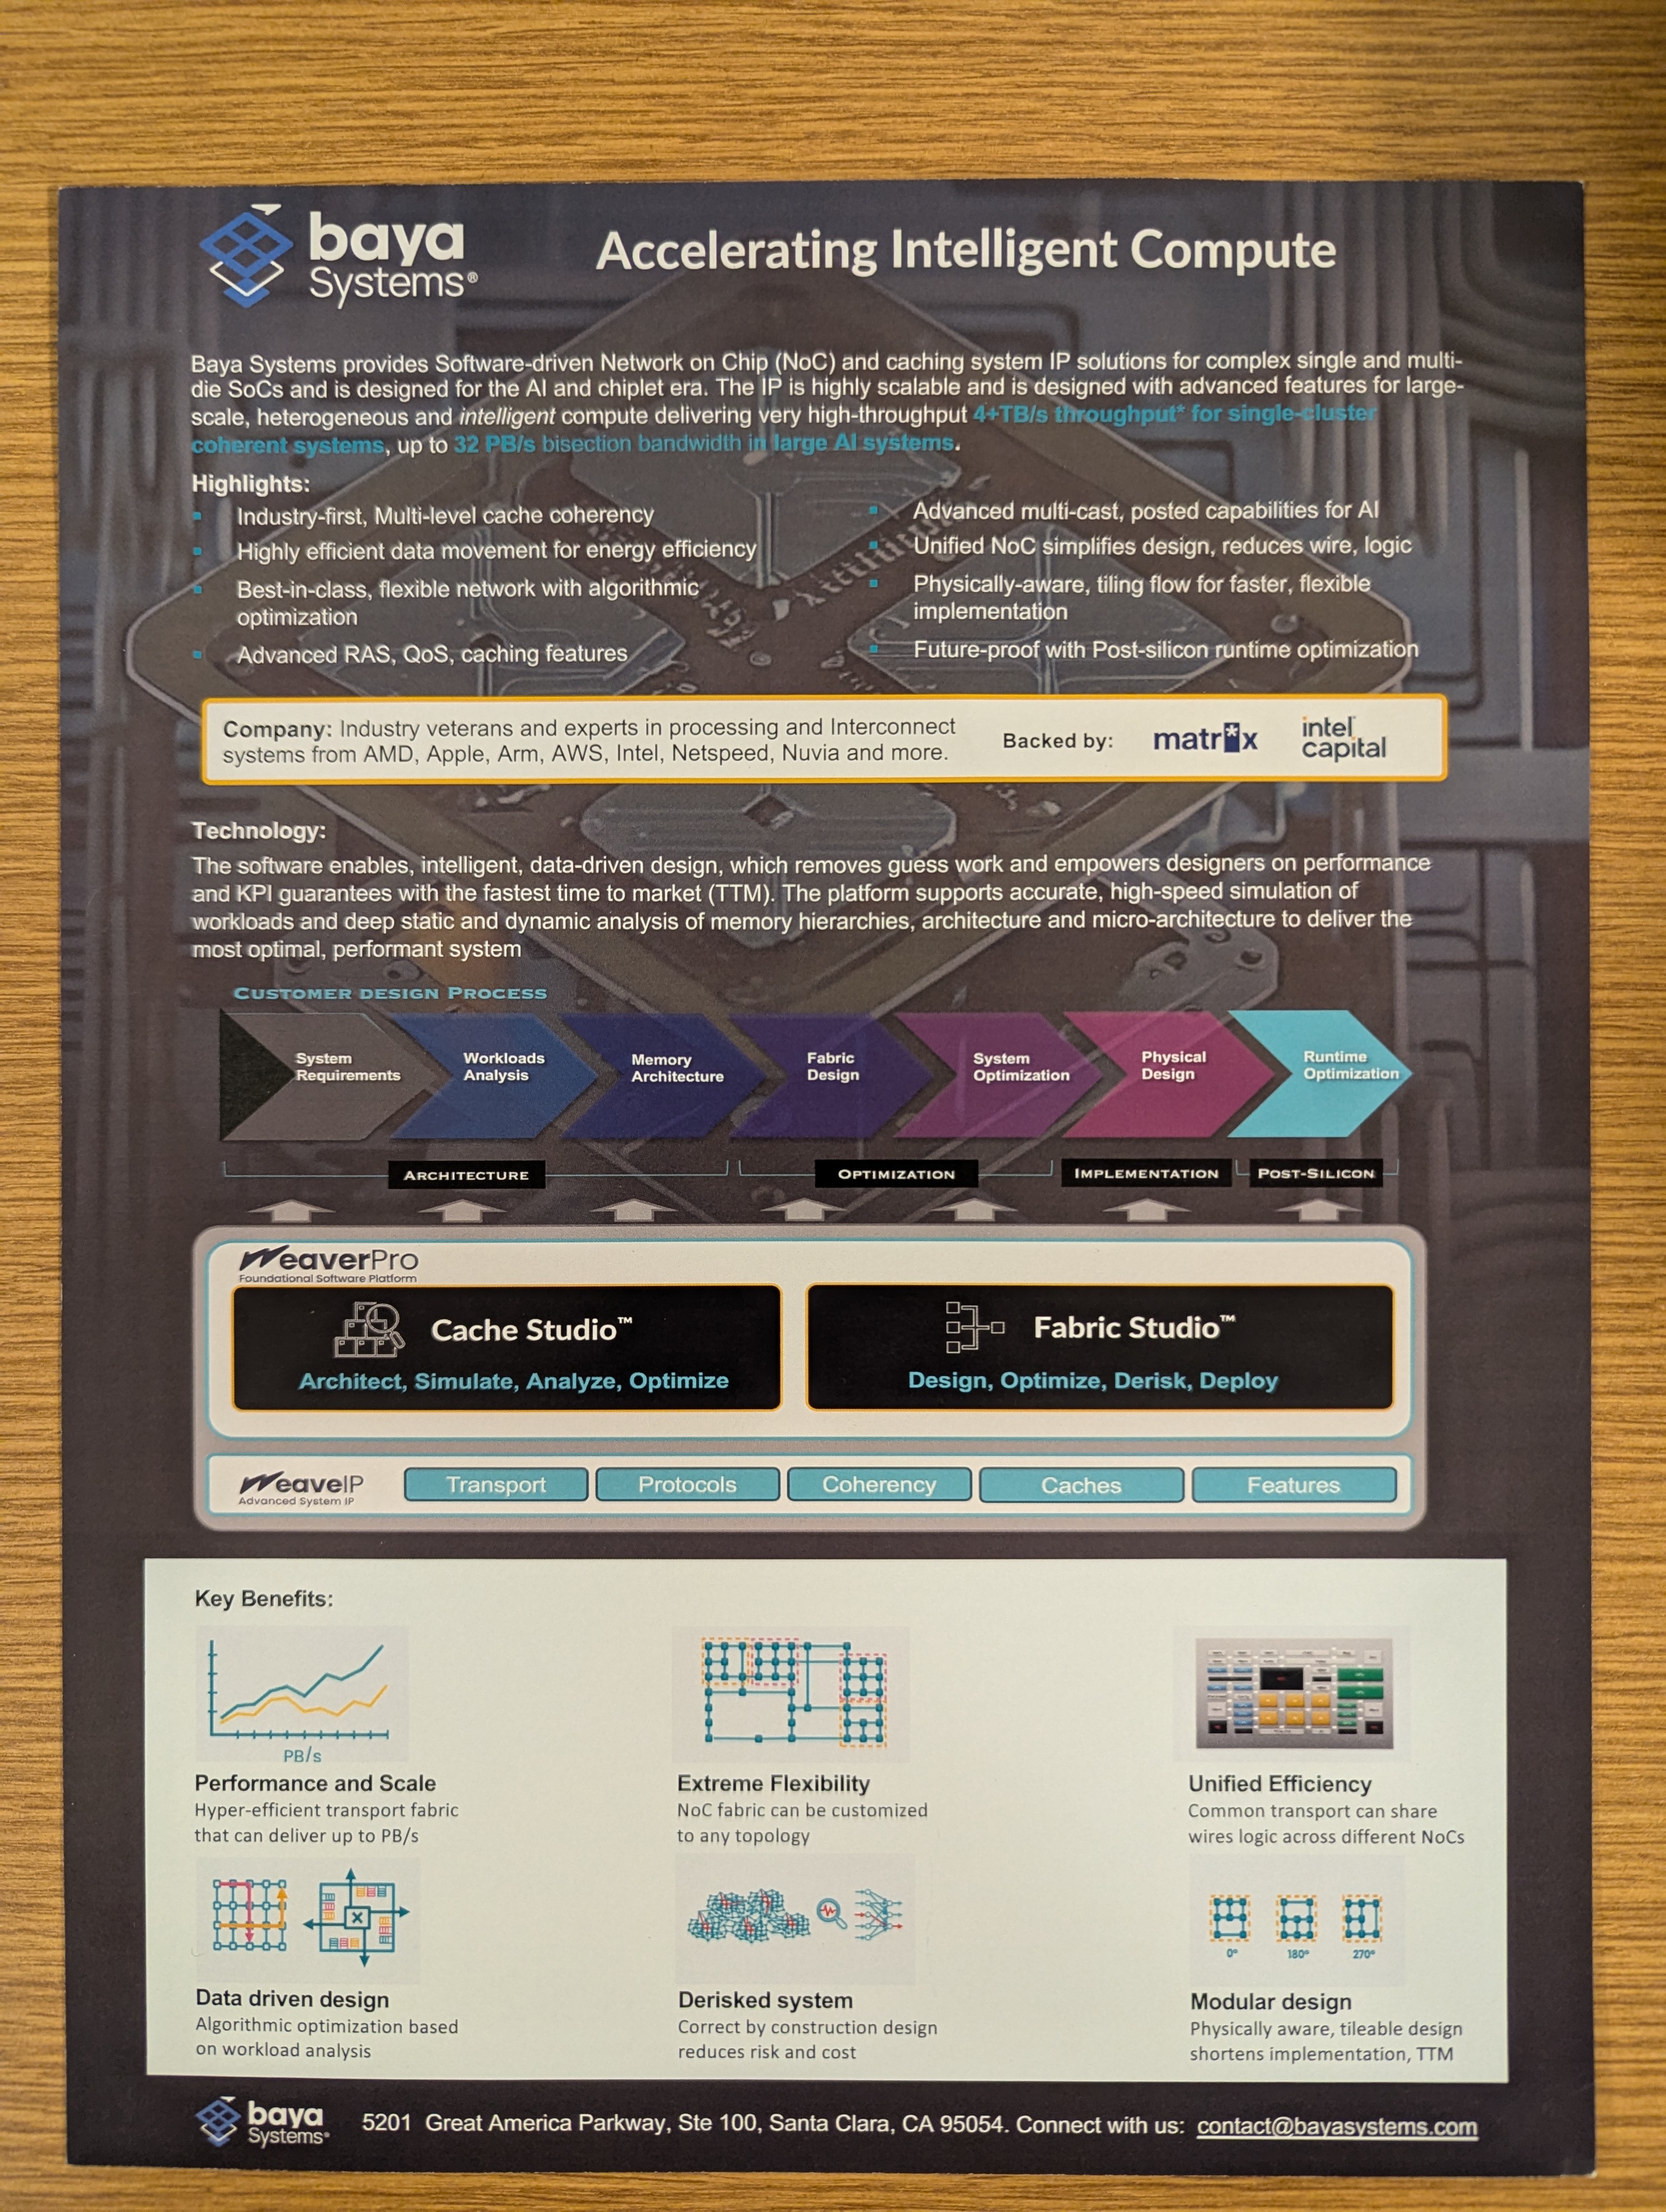 baya
Systems®
Accelerating Intelligent Compute
Baya Systems provides Software-driven Network on Chip (NoC) and caching system IP solutions for complex single and multi-
die SoCs and is designed for the AI and chiplet era. The IP is highly scalable and is designed with advanced features for large-
scale, heterogeneous and intelligent compute delivering very high-throughput 4+TB/s throughput* for single-cluster
coherent systems, up to 32 PB/s bisection bandwidth in large AI systems.
Highlights:
Industry-first, Multi-level cache coherency
Highly efficient data movement for energy efficiency
Best-in-class, flexible network with algorithmic
optimization
Advanced RAS, QoS, caching features
Advanced multi-cast, posted capabilities for AI
Unified NoC simplifies design, reduces wire, logic
Physically-aware, tiling flow for faster, flexible
implementation
Future-proof with Post-silicon runtime optimization
Company: Industry veterans and experts in processing and Interconnect
systems from AMD, Apple, Arm, AWS, Intel, Netspeed, Nuvia and more.
Backed by:
matr*x
intel
capital
Technology:
The software enables, intelligent, data-driven design, which removes guess work and empowers designers on performance
and KPI guarantees with the fastest time to market (TTM). The platform supports accurate, high-speed simulation of
workloads and deep static and dynamic analysis of memory hierarchies, architecture and micro-architecture to deliver the
most optimal, performant system
CUSTOMER DESIGN PROCESS
System
Requirements
Workloads
Analysis
Memory
Architecture
Fabric
Design
System
Optimization
Physical
Design
Runtime
Optimization
ARCHITECTURE
OPTIMIZATION
IMPLEMENTATION
POST-SILICON
WeaverPro
Foundational Software Platform
Cache Studio™
Architect, Simulate, Analyze, Optimize
Fabric Studio™
Design, Optimize, Derisk, Deploy
WeaveIP
Advanced System IP
Transport
Protocols
Coherency
Caches
Features
Key Benefits:
PB/s
Performance and Scale
Hyper-efficient transport fabric
that can deliver up to PB/s
Extreme Flexibility
NoC fabric can be customized
to any topology
Unified Efficiency
Common transport can share
wires logic across different NoCs
X
0°
180°
270°
Data driven design
Algorithmic optimization based
on workload analysis
Derisked system
Correct by construction design
reduces risk and cost
Modular design
Physically aware, tileable design
shortens implementation, TTM
baya
Systems®
5201 Great America Parkway, Ste 100, Santa Clara, CA 95054. Connect with us: contact@bayasystems.com